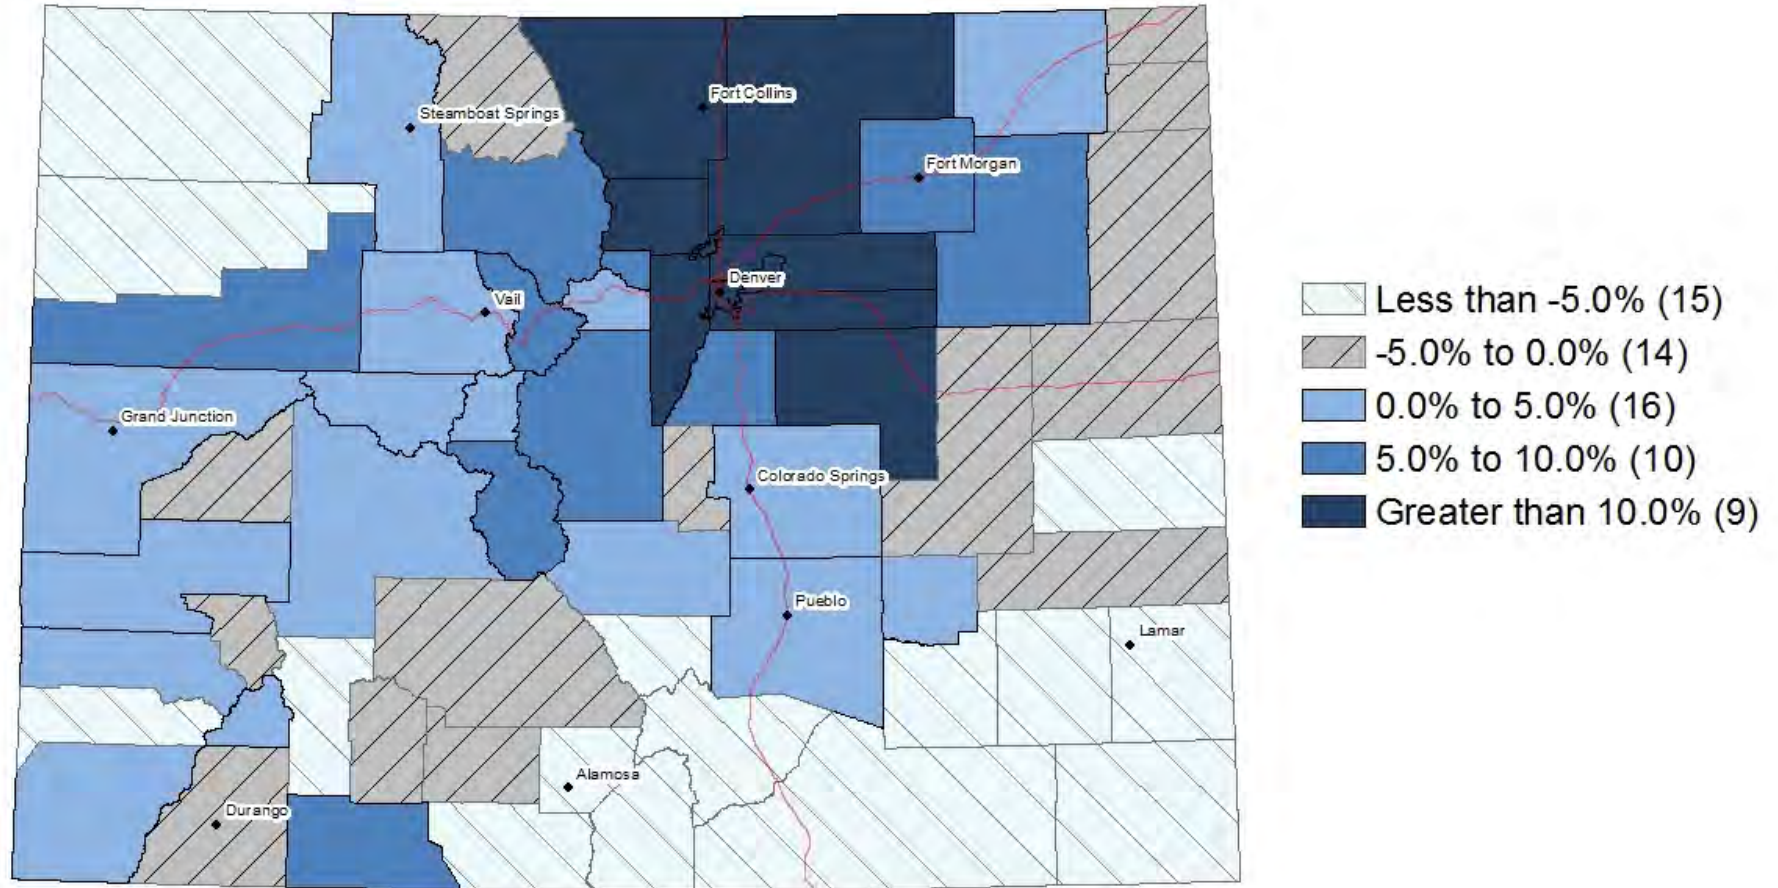 Fort Collins
Steamboat Springs
Fort Morgan
Denver
Vail
Grand Junction
Colorado Springs
Pueblo
Lamar
Alamosa
Durango
Less than -5.0% (15)
-5.0% to 0.0% (14)
0.0% to 5.0% (16)
5.0% to 10.0% (10)
Greater than 10.0% (9)